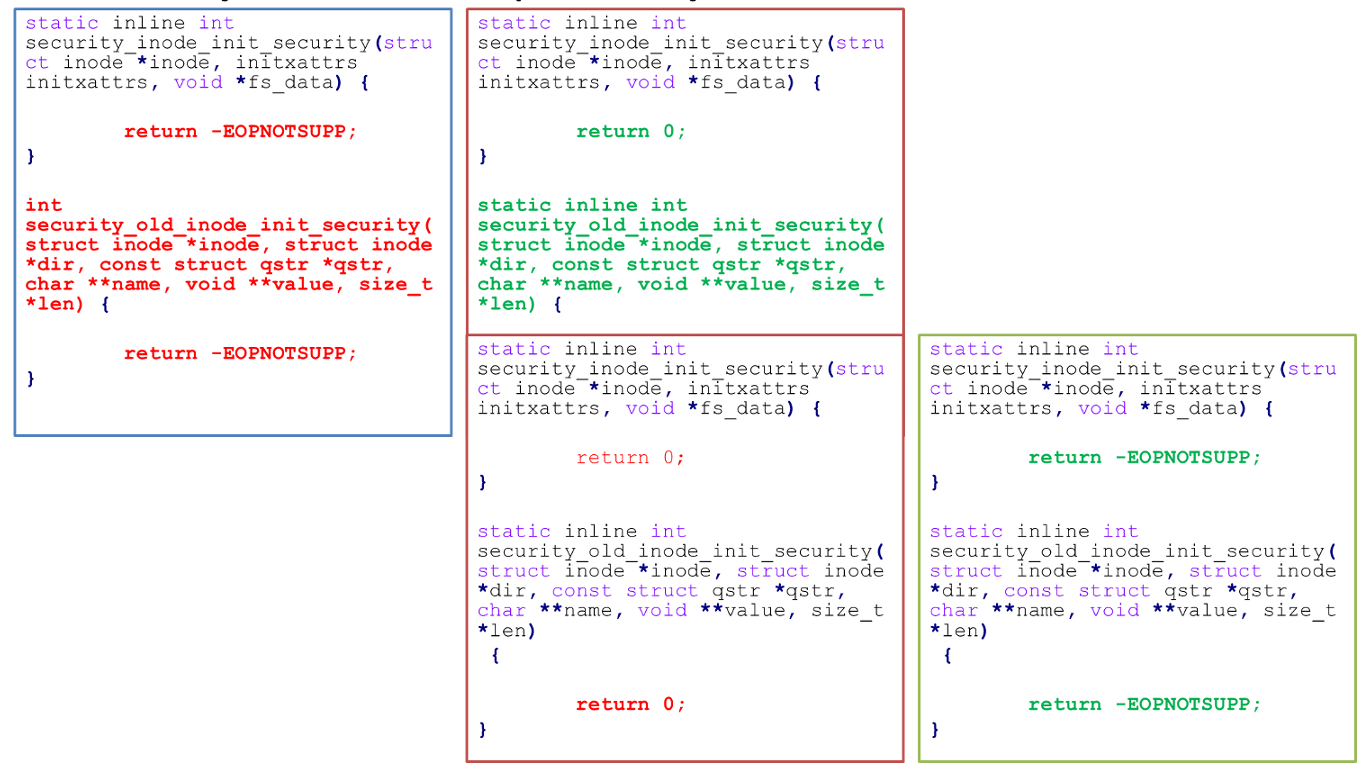 static inline int
security_inode_init_security(stru
ct inode *inode, initxattrs
initxattrs, void *fs_data) {
return -EOPNOTSUPP;
}
int
security_old_inode_init_security(
struct inode *inode, struct inode
*dir, const struct qstr *qstr,
char **name, void **value, size_t
*len) {
return -EOPNOTSUPP;
}
static inline int
security_inode_init_security(stru
ct inode *inode, initxattrs
initxattrs, void *fs_data) {
return 0;
}
static inline int
security_old_inode_init_security(
struct inode *inode, struct inode
*dir, const struct qstr *qstr,
char **name, void **value, size_t
*len) {
static inline int
security_inode_init_security(stru
ct inode *inode, initxattrs
initxattrs, void *fs_data) {
return 0;
}
static inline int
security_old_inode_init_security(
struct inode *inode, struct inode
*dir, const struct qstr *qstr,
char **name, void **value, size_t
*len)
{
return 0;
}
static inline int
security_inode_init_security(stru
ct inode *inode, initxattrs
initxattrs, void *fs_data) {
return -EOPNOTSUPP;
}
static inline int
security_old_inode_init_security(
struct inode *inode, struct inode
*dir, const struct qstr *qstr,
char **name, void **value, size_t
*len)
{
return -EOPNOTSUPP;
}